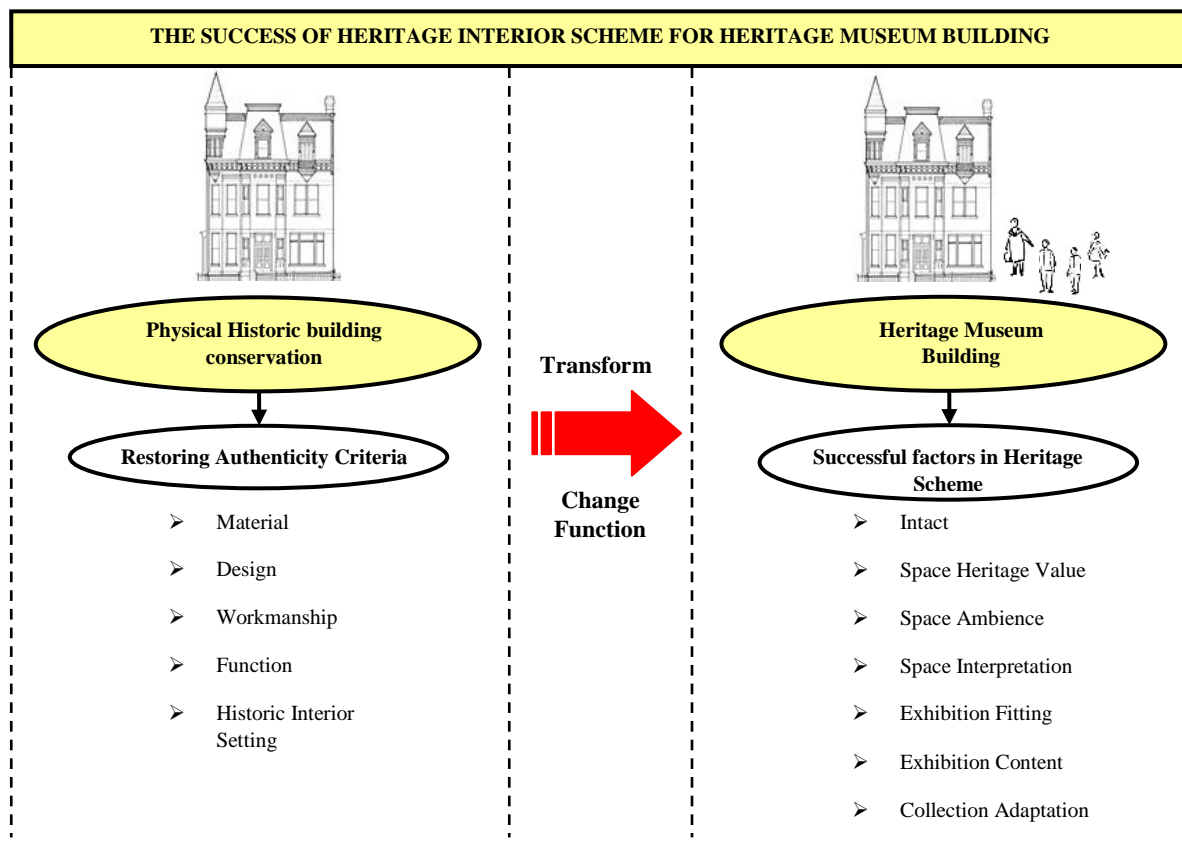 THE SUCCESS OF HERITAGE INTERIOR SCHEME FOR HERITAGE MUSEUM BUILDING
Physical Historic building
conservation
Restoring Authenticity Criteria
Material
Design
Workmanship
Function
Historic Interior
Setting
Transform
Change
Function
Heritage Museum
Building
Successful factors in Heritage
Scheme
Intact
Space Heritage Value
Space Ambience
Space Interpretation
Exhibition Fitting
Exhibition Content
Collection Adaptation